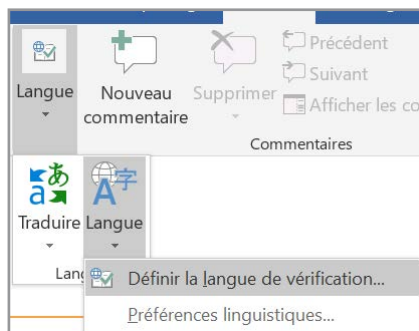 Langue
Nouveau
commentaire
Supprimer
Précédent
Suivant
Afficher les co
Commentaires
Traduire
Langue
Lang
Définir la langue de vérification...
Préférences linguistiques...